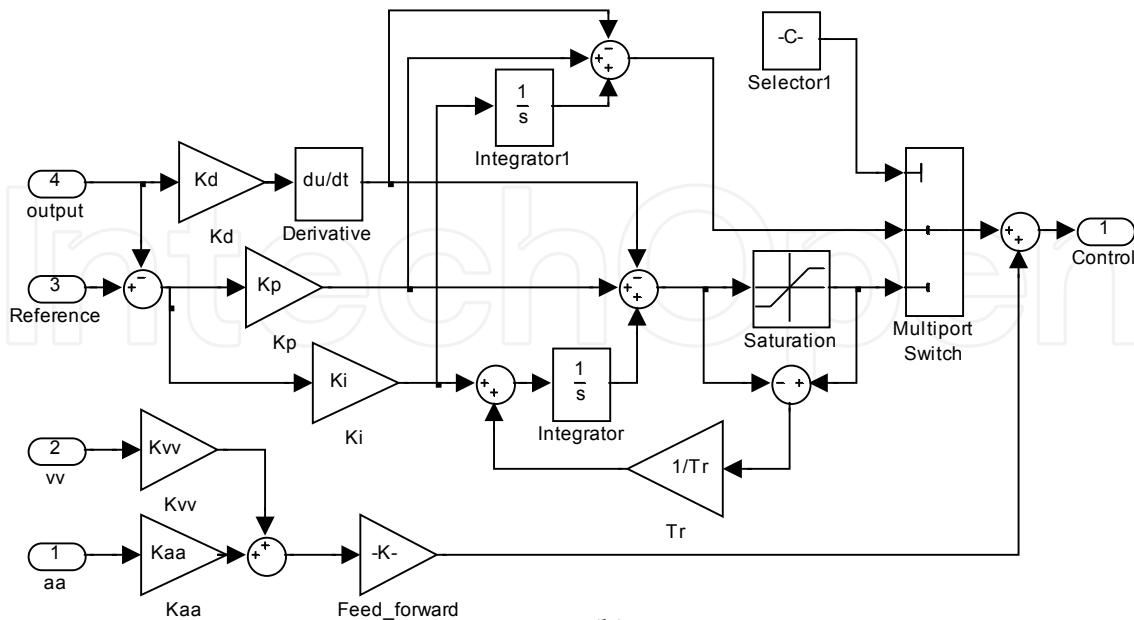 -C-
Selector1
1
s
Integrator1
4
output
Kd
Kd
du/dt
Derivative
3
Reference
Kp
Kp
Ki
Ki
1
s
Integrator
Saturation
Multiport
Switch
1
Control
1/Tr
Tr
2
vv
Kvv
Kvv
1
aa
Kaa
Kaa
-K-
Feed_forward
IntechOpen